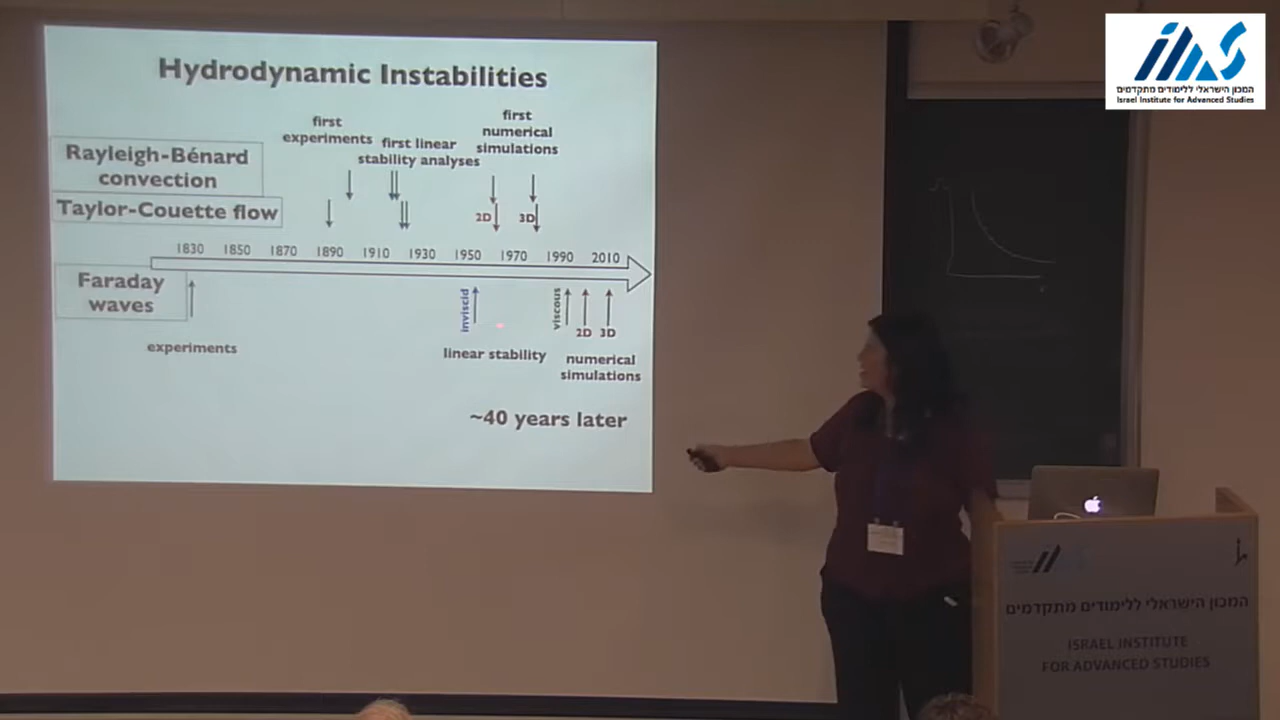 Hydrodynamic Instabilities
first
experiments
first linear
stability analyses
first
numerical
simulations
Rayleigh-Bénard
convection
Taylor-Couette flow
2D
3D
1830 1850 1870 1890 1910 1930 1950 1970 1990 2010
Faraday
waves
inviscid
viscous
2D 3D
experiments
linear stability
numerical
simulations
~40 years later
המכון הישראלי ללימודים מתקדמים
Israel Institute for Advanced Studies
המכון הישראלי ללימודים מתקדמים
ISRAEL INSTITUTE
FOR ADVANCED STUDIES